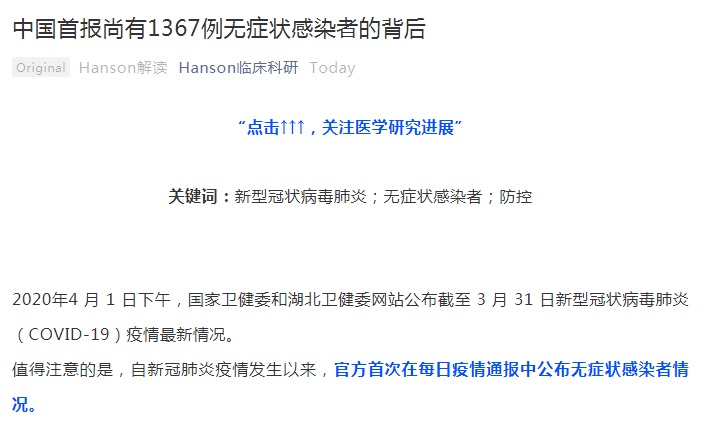 中国首报尚有1367例无症状感染者的背后
Original Hanson解读 Hanson临床科研 Today
“点击↑↑↑，关注医学研究进展”
关键词：新型冠状病毒肺炎；无症状感染者；防控
2020年4 月 1 日下午，国家卫健委和湖北卫健委网站公布截至 3 月 31 日新型冠状病毒肺炎
（COVID-19）疫情最新情况。
值得注意的是，自新冠肺炎疫情发生以来，官方首次在每日疫情通报中公布无症状感染者情
况。